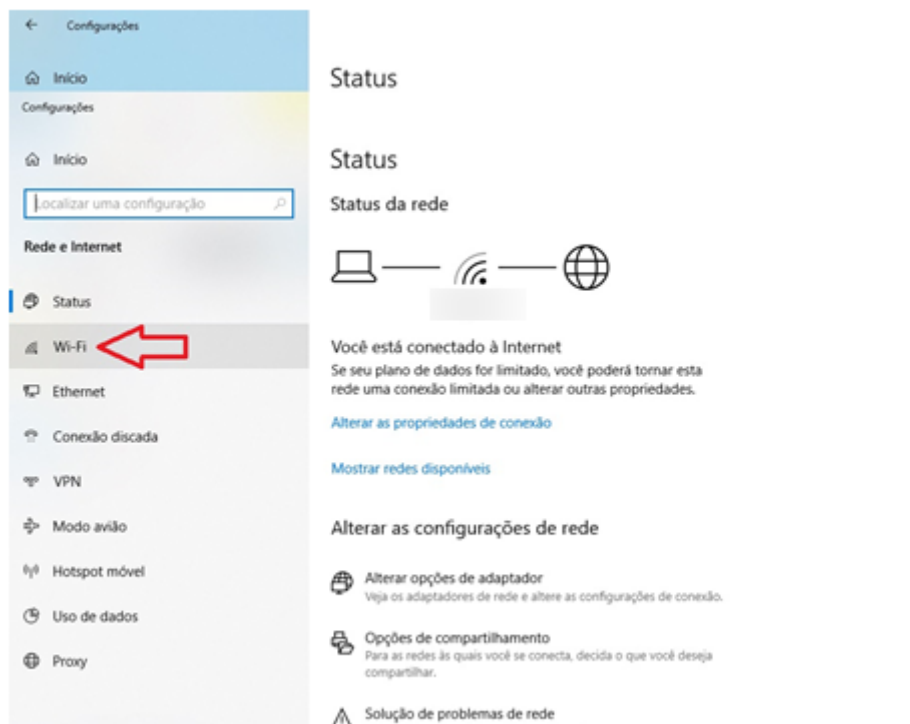 Configurações
Início
Configurações
Início
Localizar uma configuração
Rede e Internet
Status
Wi-Fi
Ethernet
Conexão discada
VPN
Modo avião
Hotspot móvel
Uso de dados
Proxy
Status
Status
Status da rede
Você está conectado à Internet
Se seu plano de dados for limitado, você poderá tornar esta
rede uma conexão limitada ou alterar outras propriedades.
Alterar as propriedades de conexão
Mostrar redes disponíveis
Alterar as configurações de rede
Alterar opções de adaptador
Veja os adaptadores de rede e altere as configurações de conexão.
Opções de compartilhamento
Para as redes às quais você se conecta, decida o que você deseja
compartilhar.
Solução de problemas de rede